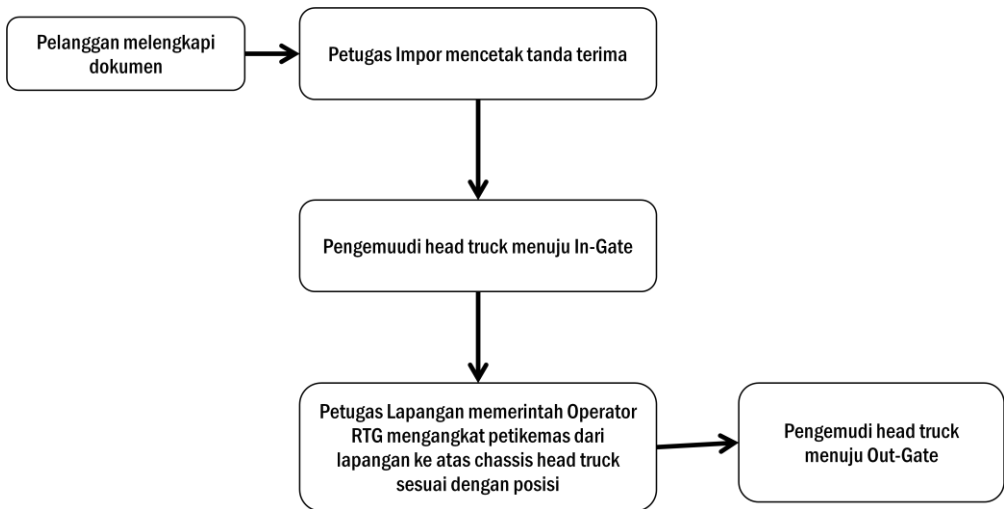 Pelanggan melengkapi
dokumen
Petugas Impor mencetak tanda terima
Pengemuudi head truck menuju In-Gate
Petugas Lapangan memerintah Operator
RTG mengangkat petikemas dari
lapangan ke atas chassis head truck
sesuai dengan posisi
Pengemudi head truck
menuju Out-Gate